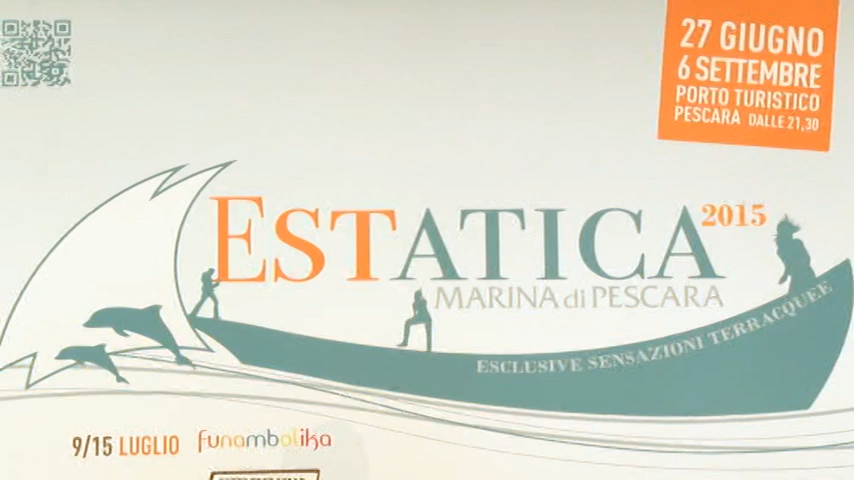 27 GIUGNO
6 SETTEMBRE
PORTO TURISTICO
PESCARA DALLE 21,30
ESTATICA 2015
MARINA di PESCARA
ESCLUSIVE SENSAZIONI TERRACQUEE
9/15 LUGLIO funambolika